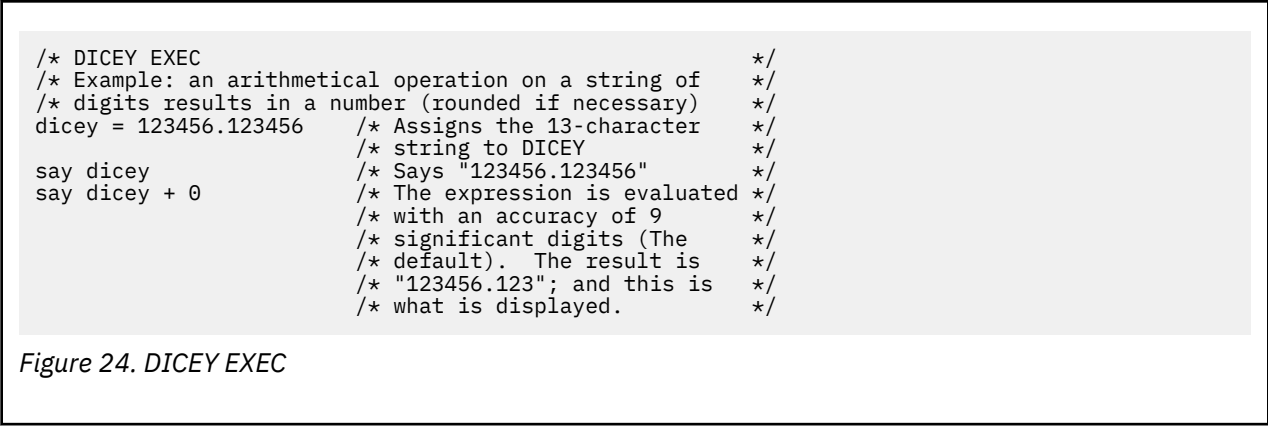 /* DICEY EXEC                                              */
/* Example: an arithmetical operation on a string of       */
/* digits results in a number (rounded if necessary)       */
dicey = 123456.123456     /* Assigns the 13-character      */
                          /* string to DICEY               */
say dicey                 /* Says "123456.123456"          */
say dicey + 0             /* The expression is evaluated */
                          /* with an accuracy of 9         */
                          /* significant digits (The       */
                          /* default).  The result is      */
                          /* "123456.123"; and this is     */
                          /* what is displayed.            */
Figure 24. DICEY EXEC